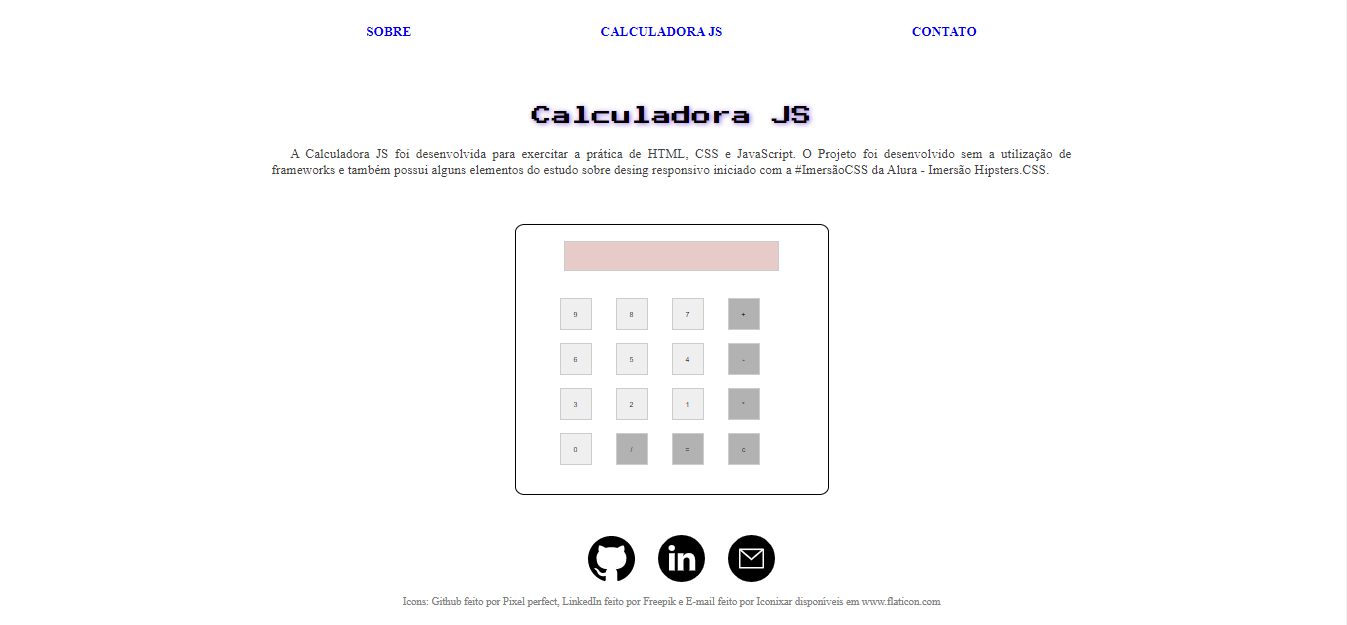 SOBRE CALCULADORA JS CONTATO
Calculadora JS
A Calculadora JS foi desenvolvida para exercitar a prática de HTML, CSS e JavaScript. O Projeto foi desenvolvido sem a utilização de
frameworks e também possui alguns elementos do estudo sobre desing responsivo iniciado com a #ImersãoCSS da Alura - Imersão Hipsters.CSS.
9 8 7 +
6 5 4 -
3 2 1 *
0 / = c
in
Icons: Github feito por Pixel perfect, LinkedIn feito por Freepik e E-mail feito por Iconixar disponíveis em www.flaticon.com